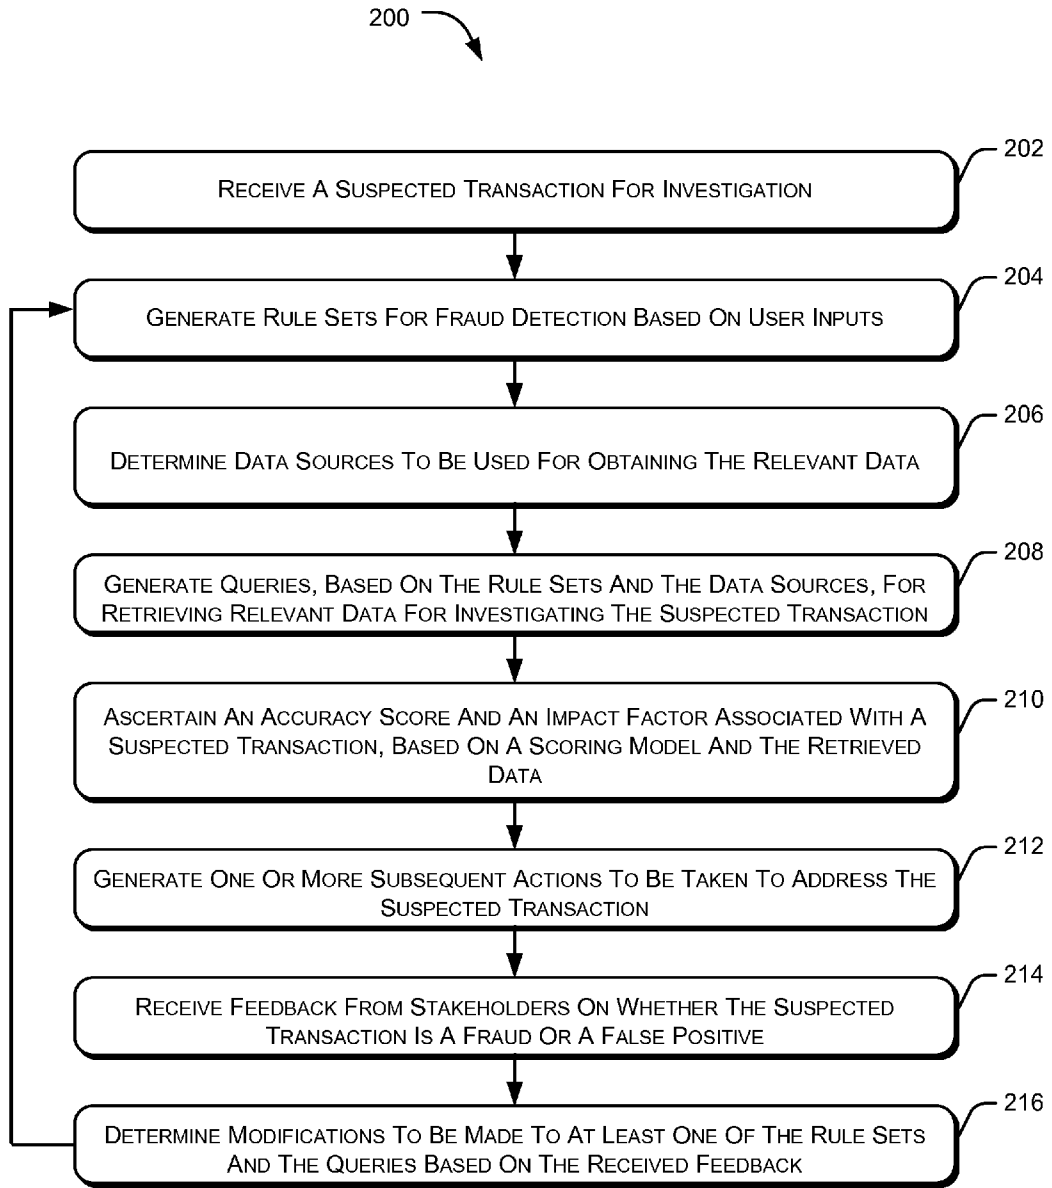 200
202
RECEIVE A SUSPECTED TRANSACTION FOR INVESTIGATION
204
GENERATE RULE SETS FOR FRAUD DETECTION BASED ON USER INPUTS
206
DETERMINE DATA SOURCES TO BE USED FOR OBTAINING THE RELEVANT DATA
208
GENERATE QUERIES, BASED ON THE RULE SETS AND THE DATA SOURCES, FOR
RETRIEVING RELEVANT DATA FOR INVESTIGATING THE SUSPECTED TRANSACTION
210
ASCERTAIN AN ACCURACY SCORE AND AN IMPACT FACTOR ASSOCIATED WITH A
SUSPECTED TRANSACTION, BASED ON A SCORING MODEL AND THE RETRIEVED
DATA
212
GENERATE ONE OR MORE SUBSEQUENT ACTIONS TO BE TAKEN TO ADDRESS THE
SUSPECTED TRANSACTION
214
RECEIVE FEEDBACK FROM STAKEHOLDERS ON WHETHER THE SUSPECTED
TRANSACTION IS A FRAUD OR A FALSE POSITIVE
216
DETERMINE MODIFICATIONS TO BE MADE TO AT LEAST ONE OF THE RULE SETS
AND THE QUERIES BASED ON THE RECEIVED FEEDBACK